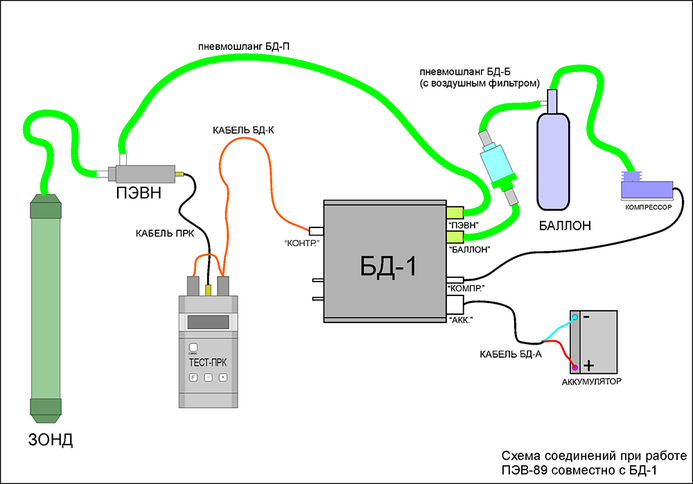 пневмошланг БД-П
пневмошланг БД-Б
(с воздушным фильтром)
КАБЕЛЬ БД-К
ПЭВН
КАБЕЛЬ ПРК
"КОНТР."
БД-1
"ПЭВН"
"БАЛЛОН"
"КОМПР."
"АКК."
БАЛЛОН
КОМПРЕССОР
ТЕСТ-ПРК
КАБЕЛЬ БД-А
-
+
АККУМУЛЯТОР
ЗОНД
Схема соединений при работе
ПЭВ-89 совместно с БД-1